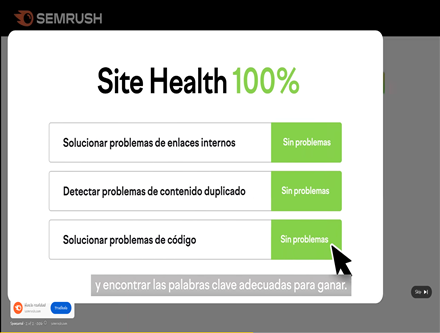 SEMRUSH
Site Health 100%
Solucionar problemas de enlaces internos
Sin problemas
Detectar problemas de contenido duplicado
Sin problemas
Solucionar problemas de código
Sin problemas
y encontrar las palabras clave adecuadas para ganar.
Skip